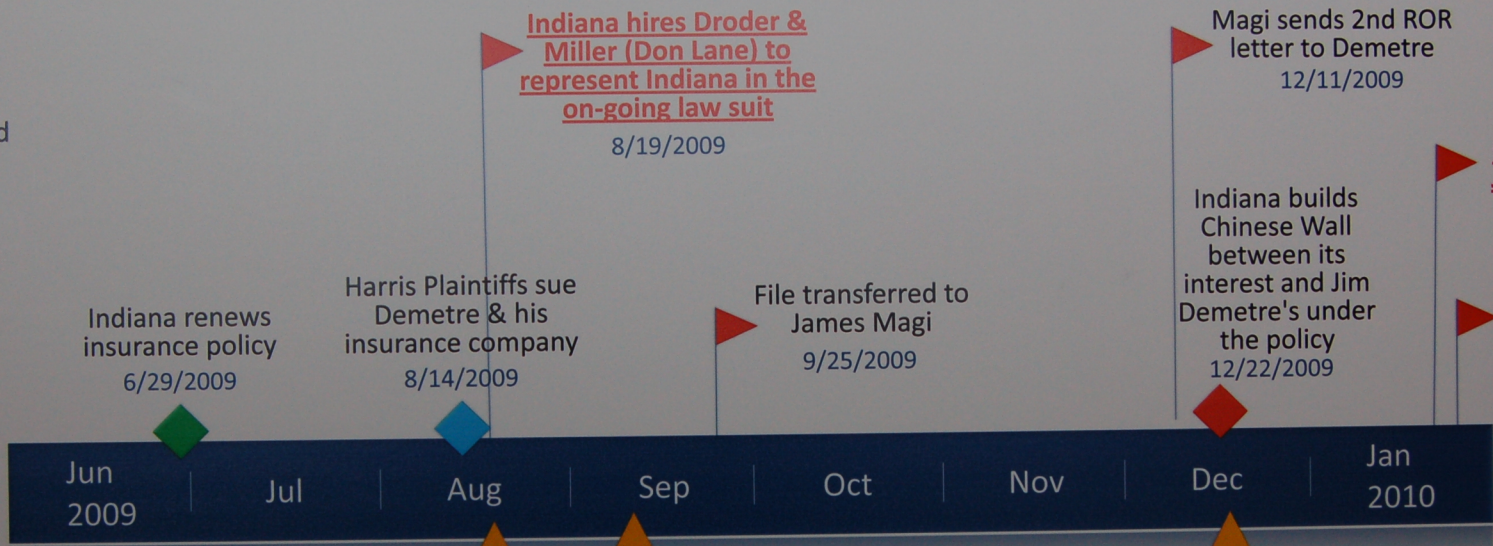 Indiana hires Droder &
Miller (Don Lane) to
represent Indiana in the
on-going law suit
8/19/2009
Magi sends 2nd ROR
letter to Demetre
12/11/2009
d
Indiana renews
insurance policy
6/29/2009
Harris Plaintiffs sue
Demetre & his
insurance company
8/14/2009
File transferred to
James Magi
9/25/2009
Indiana builds
Chinese Wall
between its
interest and Jim
Demetre's under
the policy
12/22/2009
Jun
2009
Jul
Aug
Sep
Oct
Nov
Dec
Jan
2010